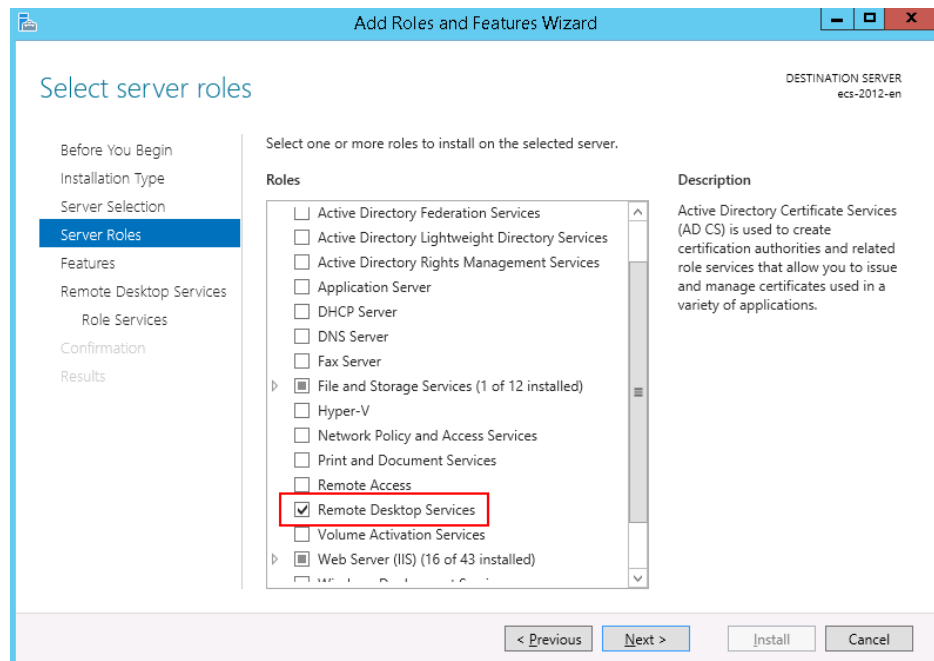 Add Roles and Features Wizard
Select server roles
DESTINATION SERVER
ecs-2012-en
Before You Begin
Installation Type
Server Selection
Server Roles
Features
Remote Desktop Services
Role Services
Confirmation
Results
Select one or more roles to install on the selected server.
Roles
Active Directory Federation Services
Active Directory Lightweight Directory Services
Active Directory Rights Management Services
Application Server
DHCP Server
DNS Server
Fax Server
File and Storage Services (1 of 12 installed)
Hyper-V
Network Policy and Access Services
Print and Document Services
Remote Access
Remote Desktop Services
Volume Activation Services
Web Server (IIS) (16 of 43 installed)
Description
Active Directory Certificate Services
(AD CS) is used to create
certification authorities and related
role services that allow you to issue
and manage certificates used in a
variety of applications.
< Previous
Next >
Install
Cancel